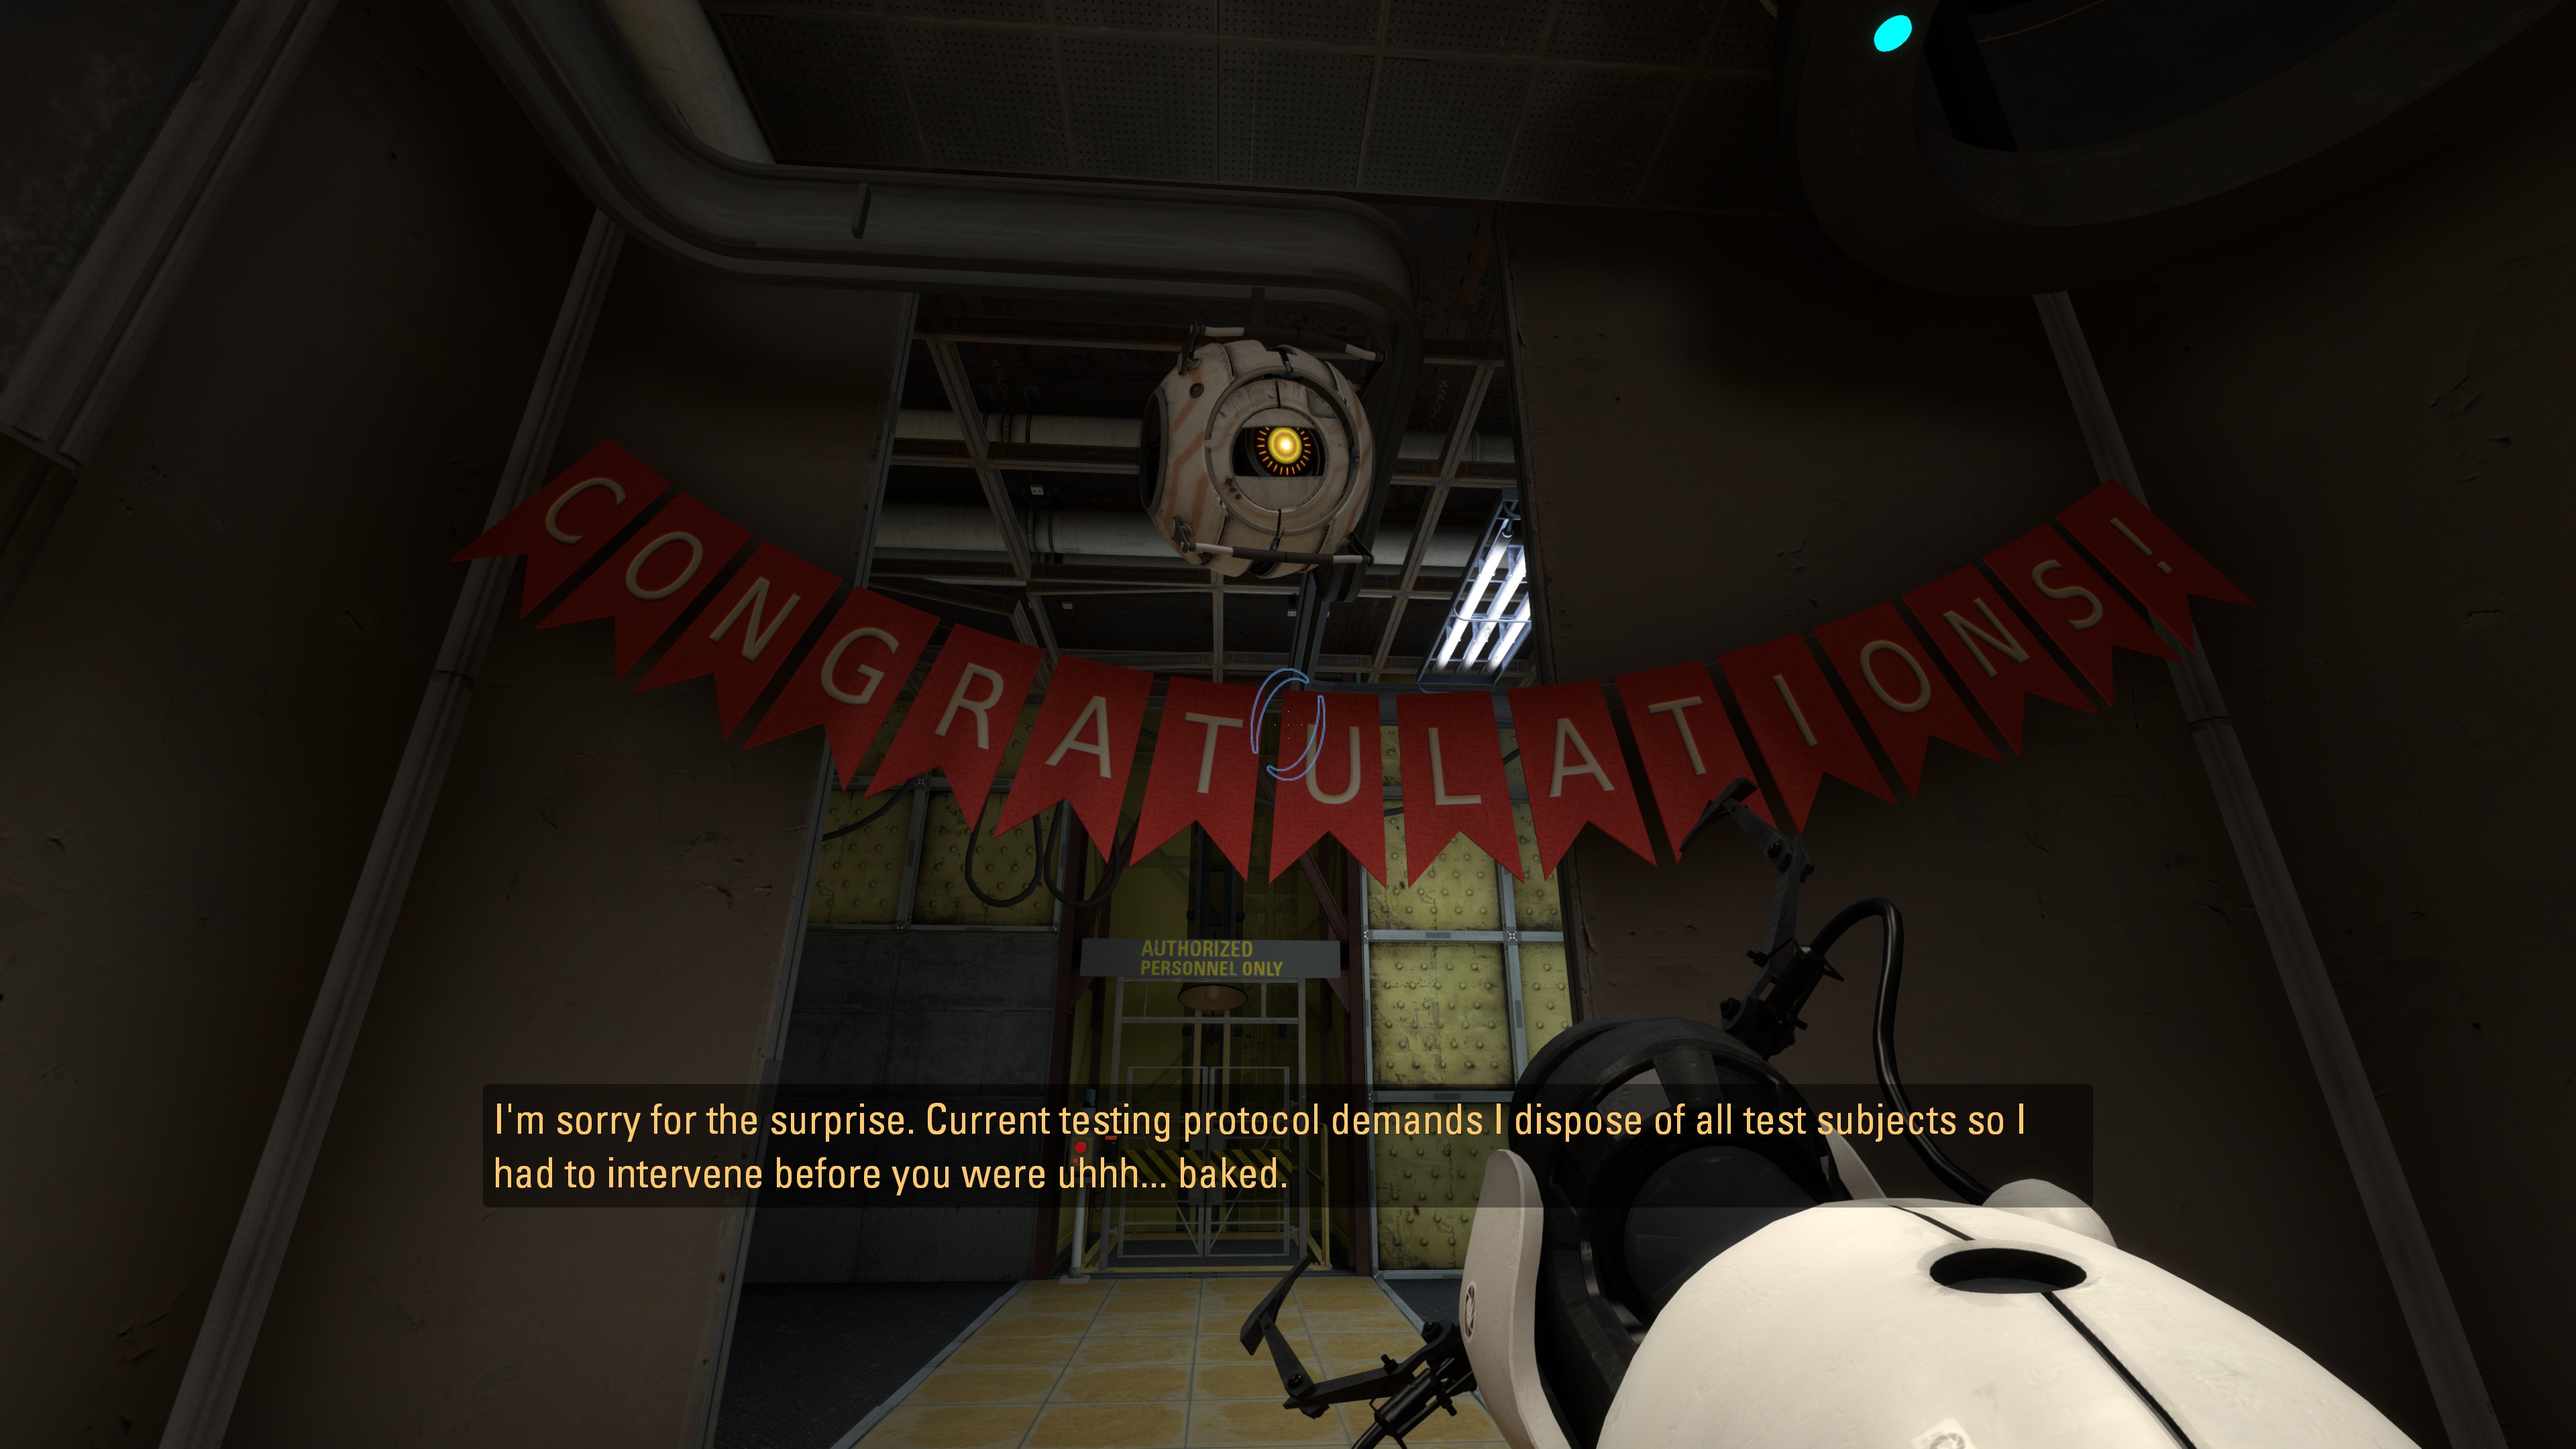 CONGRATULATIONS!
AUTHORIZED
PERSONNEL ONLY
I'm sorry for the surprise. Current testing protocol demands I dispose of all test subjects so I
had to intervene before you were uhhh... baked.